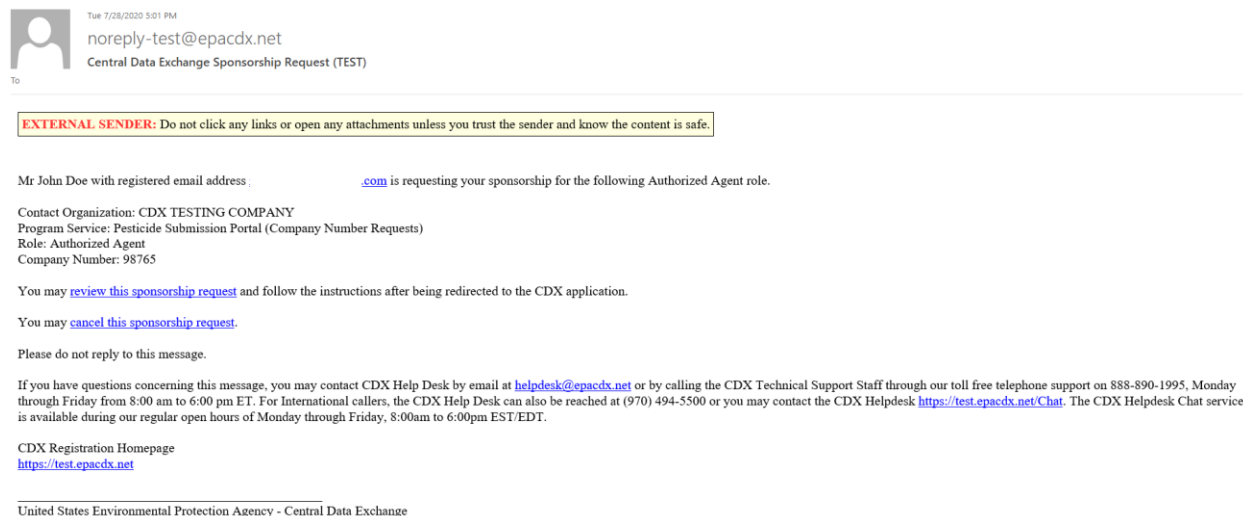 Tue 7/28/2020 5:01 PM
noreply-test@epacdx.net
Central Data Exchange Sponsorship Request (TEST)
To
EXTERNAL SENDER: Do not click any links or open any attachments unless you trust the sender and know the content is safe.
Mr John Doe with registered email address .com is requesting your sponsorship for the following Authorized Agent role.
Contact Organization: CDX TESTING COMPANY
Program Service: Pesticide Submission Portal (Company Number Requests)
Role: Authorized Agent
Company Number: 98765
You may review this sponsorship request and follow the instructions after being redirected to the CDX application.
You may cancel this sponsorship request.
Please do not reply to this message.
If you have questions concerning this message, you may contact CDX Help Desk by email at helpdesk@epacdx.net or by calling the CDX Technical Support Staff through our toll free telephone support on 888-890-1995, Monday
through Friday from 8:00 am to 6:00 pm ET. For International callers, the CDX Help Desk can also be reached at (970) 494-5500 or you may contact the CDX Helpdesk https://test.epacdx.net/Chat. The CDX Helpdesk Chat service
is available during our regular open hours of Monday through Friday, 8:00am to 6:00pm EST/EDT.
CDX Registration Homepage
https://test.epacdx.net
United States Environmental Protection Agency - Central Data Exchange